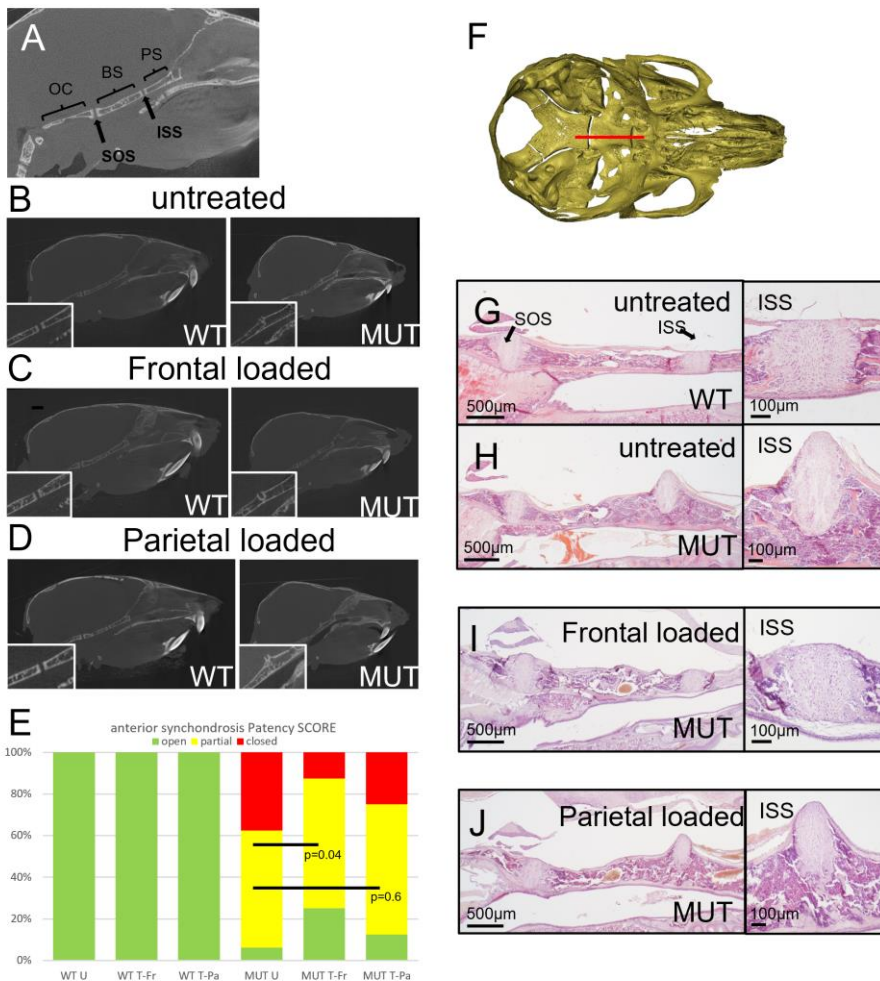 A
PS
BS
OC
ISS
SOS
B
untreated
WT
MUT
C
Frontal loaded
WT
MUT
D
Parietal loaded
WT
MUT
E
anterior synchondrosis Patency SCORE
open partial closed
100%
80%
60%
40%
20%
0%
p=0.04
p=0.6
WT U WT T-Fr WT T-Pa MUT U MUT T-Fr MUT T-Pa
F
G
SOS
untreated
ISS
500µm
WT
ISS
100µm
H
untreated
500µm
MUT
ISS
100µm
I
Frontal loaded
500µm
MUT
ISS
100µm
J
Parietal loaded
500µm
MUT
ISS
100µm